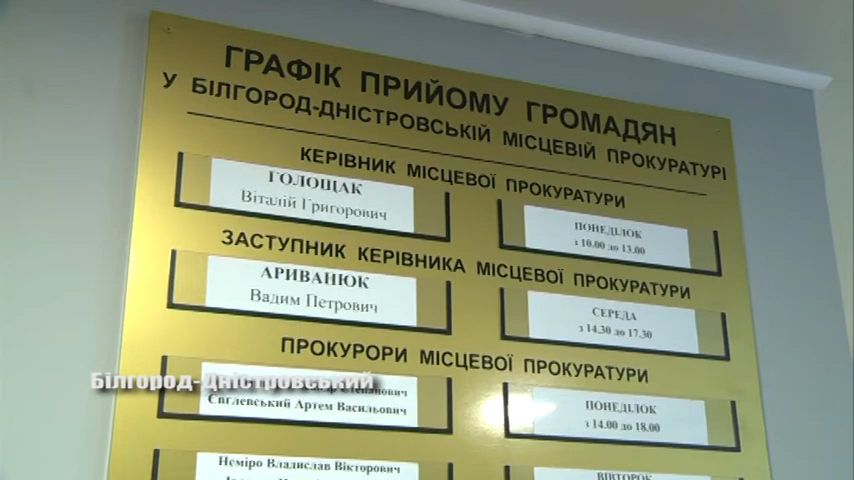 ГРАФІК ПРИЙОМУ ГРОМАДЯН
У БІЛГОРОД-ДНІСТРОВСЬКІЙ МІСЦЕВІЙ ПРОКУРАТУРІ
КЕРІВНИК МІСЦЕВОЇ ПРОКУРАТУРИ
ГОЛОЩАК
Віталій Григорович
ПОНЕДІЛОК
з 10.00 до 13.00
ЗАСТУПНИК КЕРІВНИКА МІСЦЕВОЇ ПРОКУРАТУРИ
АРИВАНЮК
Вадим Петрович
СЕРЕДА
з 14.30 до 17.30
ПРОКУРОРИ МІСЦЕВОЇ ПРОКУРАТУРИ
Білгород-Дністровський
Степанович
Євглевський Артем Васильович
ПОНЕДІЛОК
з 14.00 до 18.00
Неміро Владислав Вікторович
ВІВТОРОК